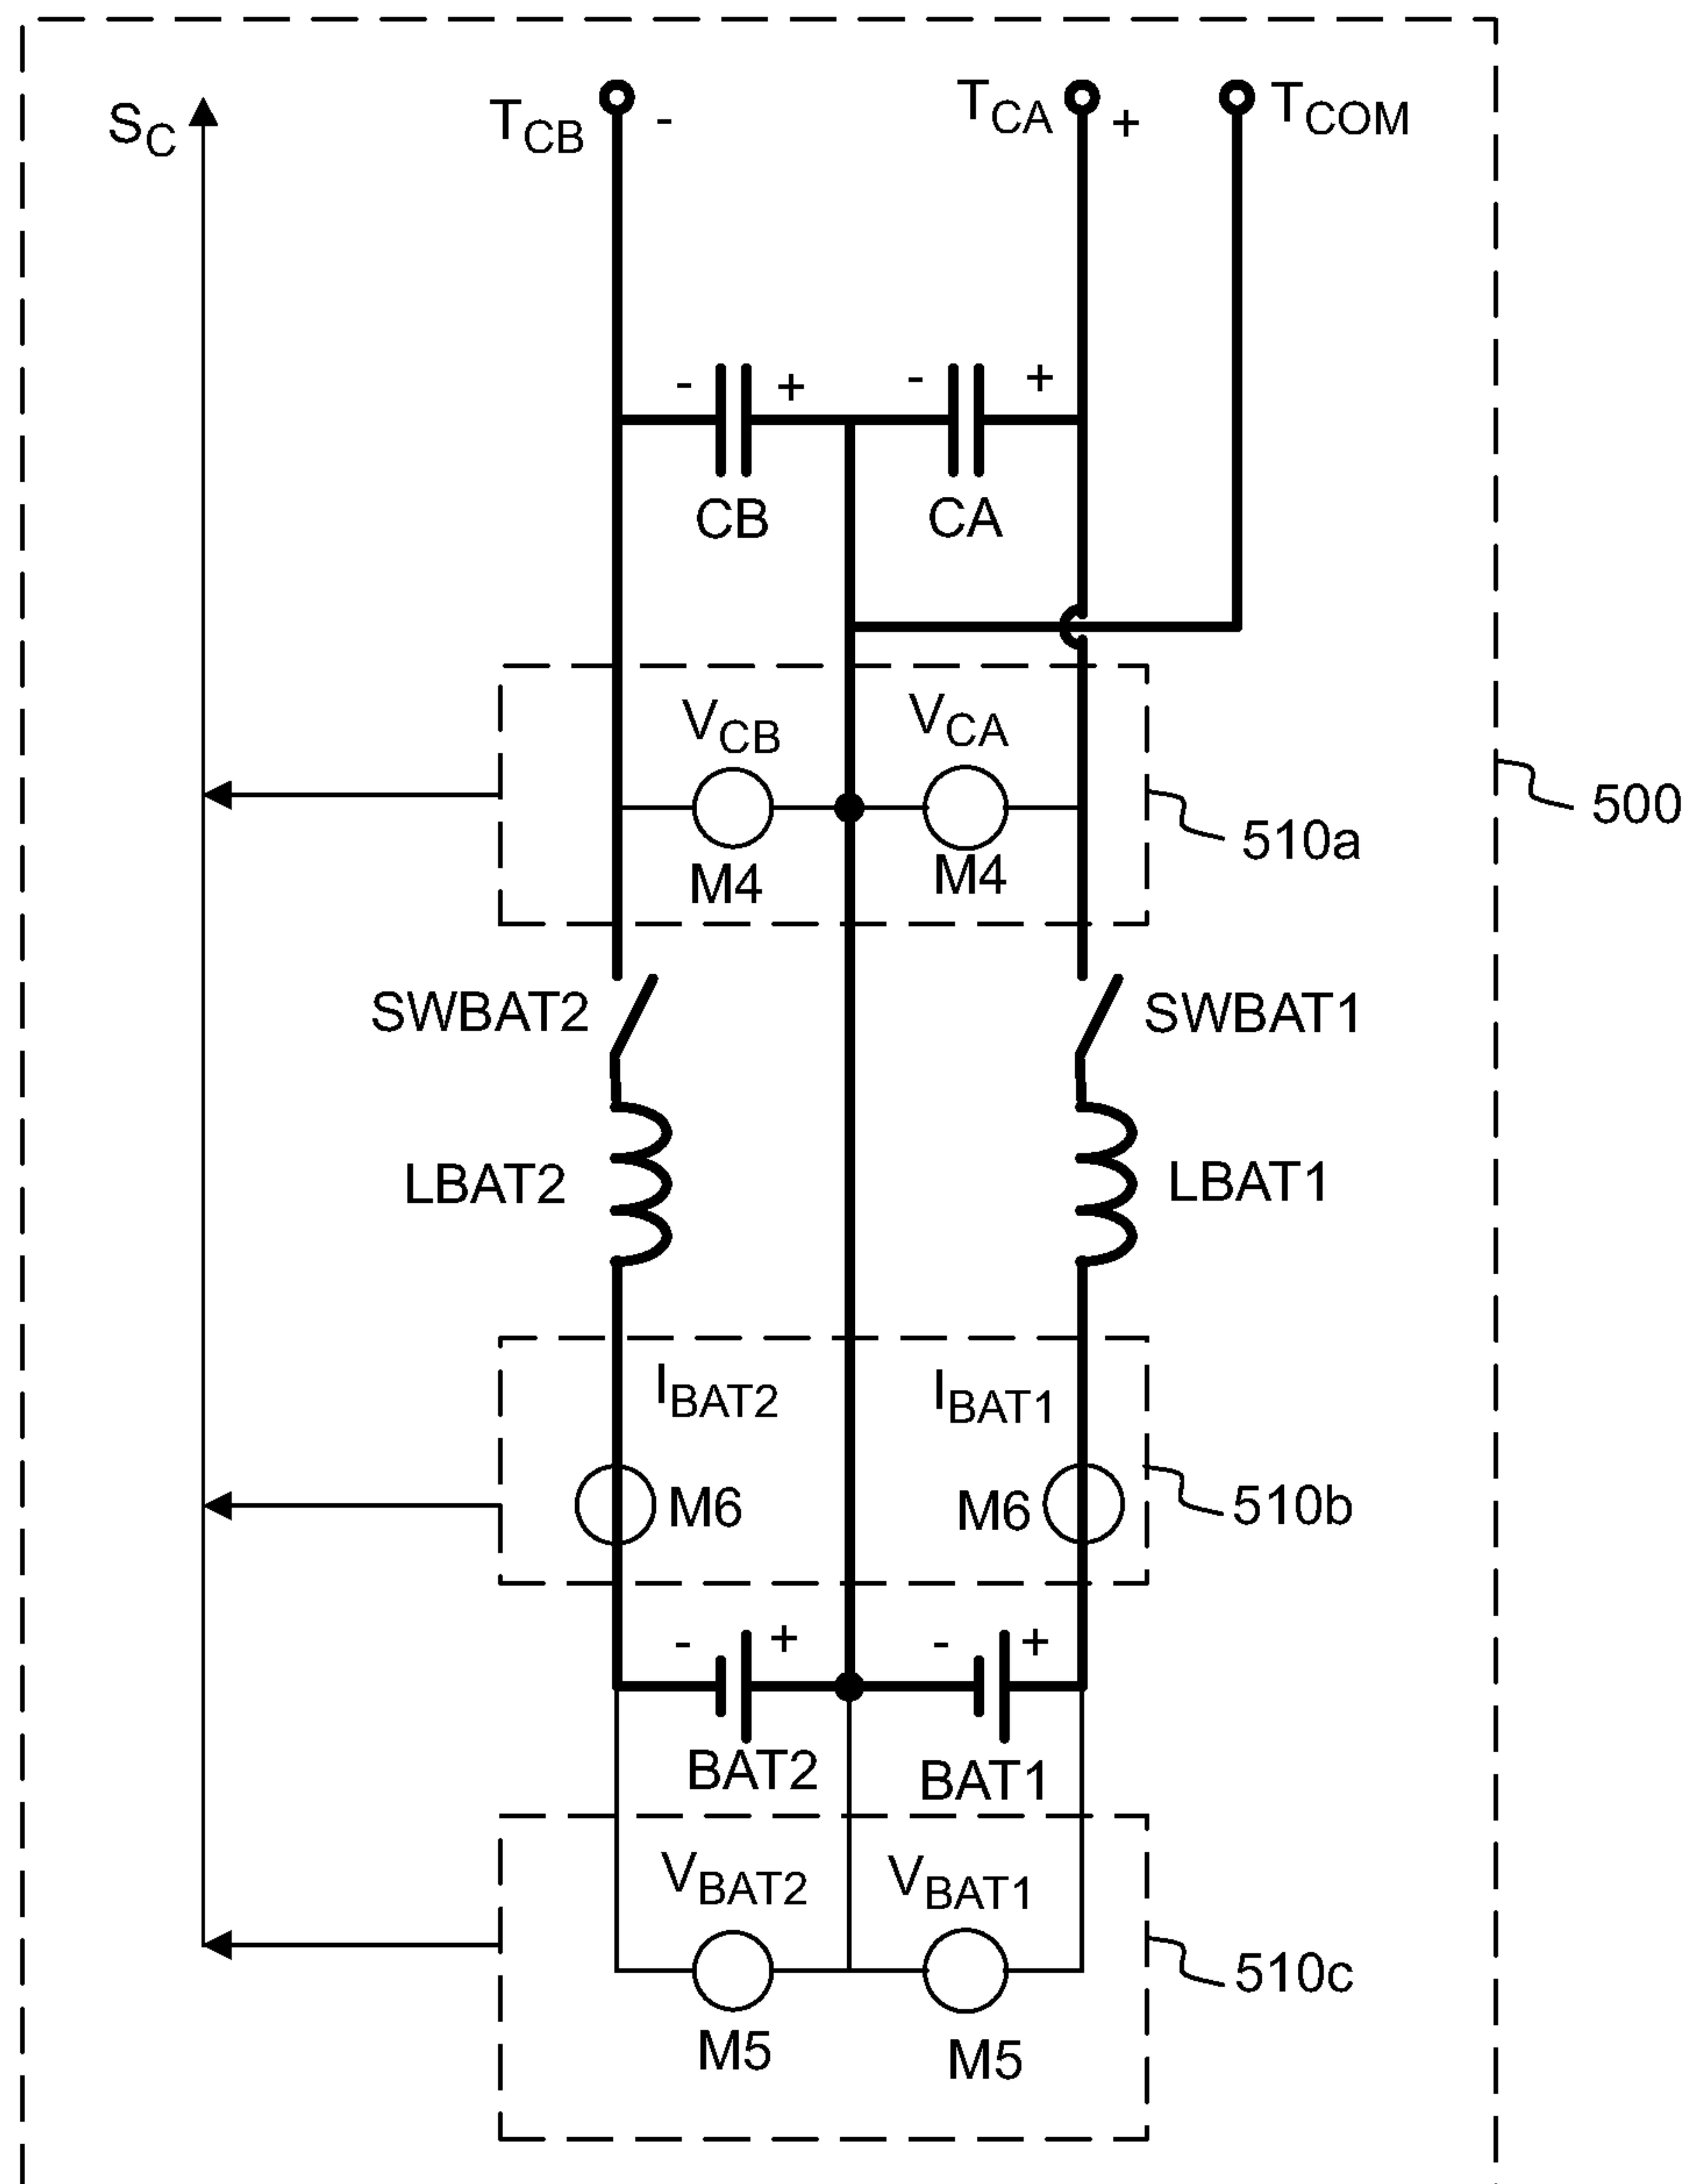 SC
TCB
-
TCA
+
TCOM
- + - +
CB
CA
VCB
VCA
M4
M4
510a
500
SWBAT2
SWBAT1
LBAT2
LBAT1
IBAT2
IBAT1
M6
M6
510b
- + - +
BAT2
BAT1
VBAT2
VBAT1
510c
M5
M5